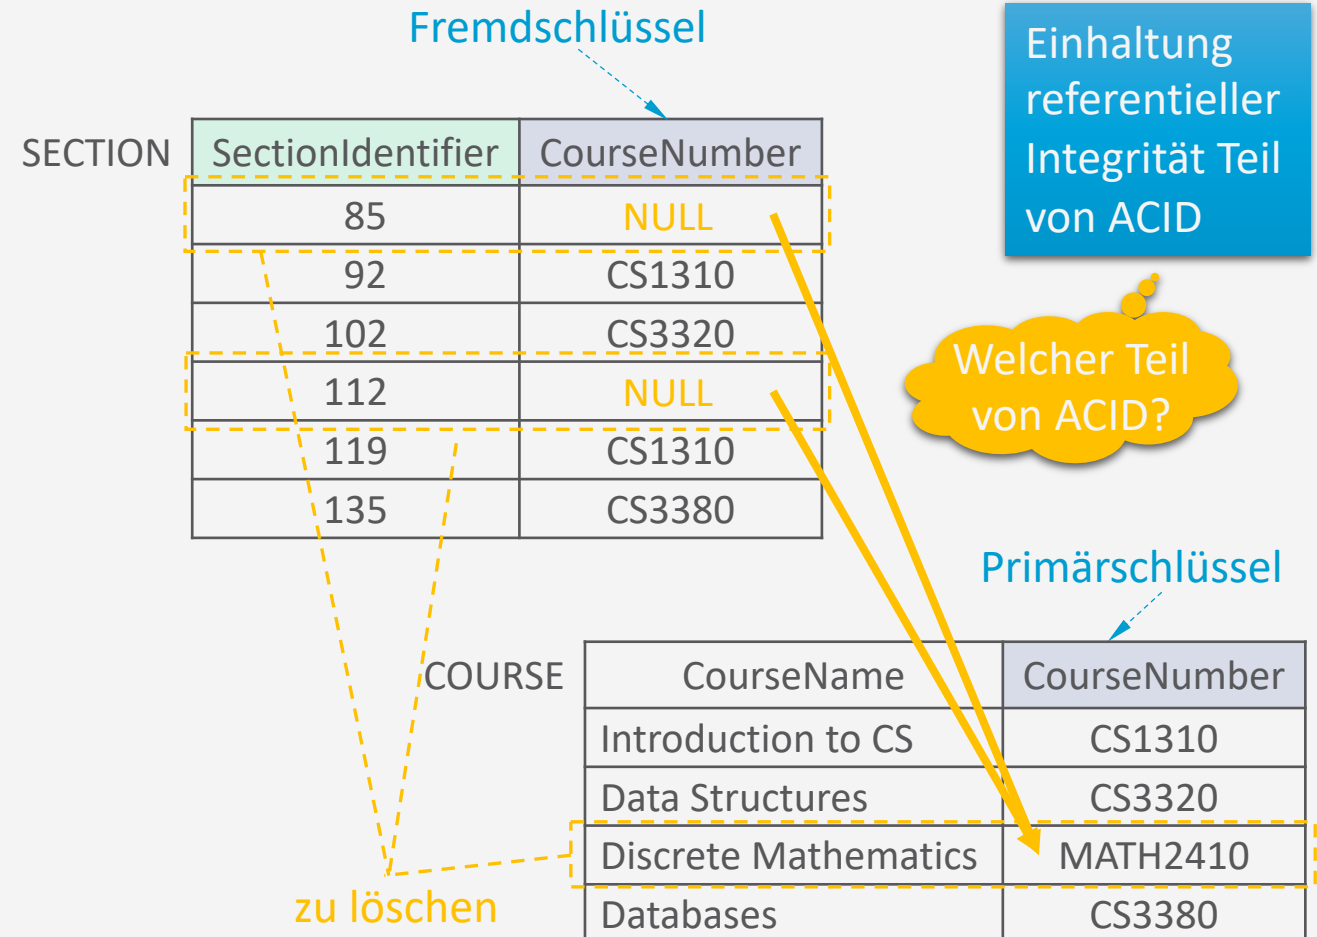 Fremdschlüssel
Einhaltung
referentieller
Integrität Teil
von ACID
SECTION SectionIdentifier CourseNumber
85 NULL
92 CS1310
102 CS3320
112 NULL
119 CS1310
135 CS3380
Welcher Teil
von ACID?
Primärschlüssel
COURSE CourseName CourseNumber
Introduction to CS CS1310
Data Structures CS3320
Discrete Mathematics MATH2410
Databases CS3380
zu löschen